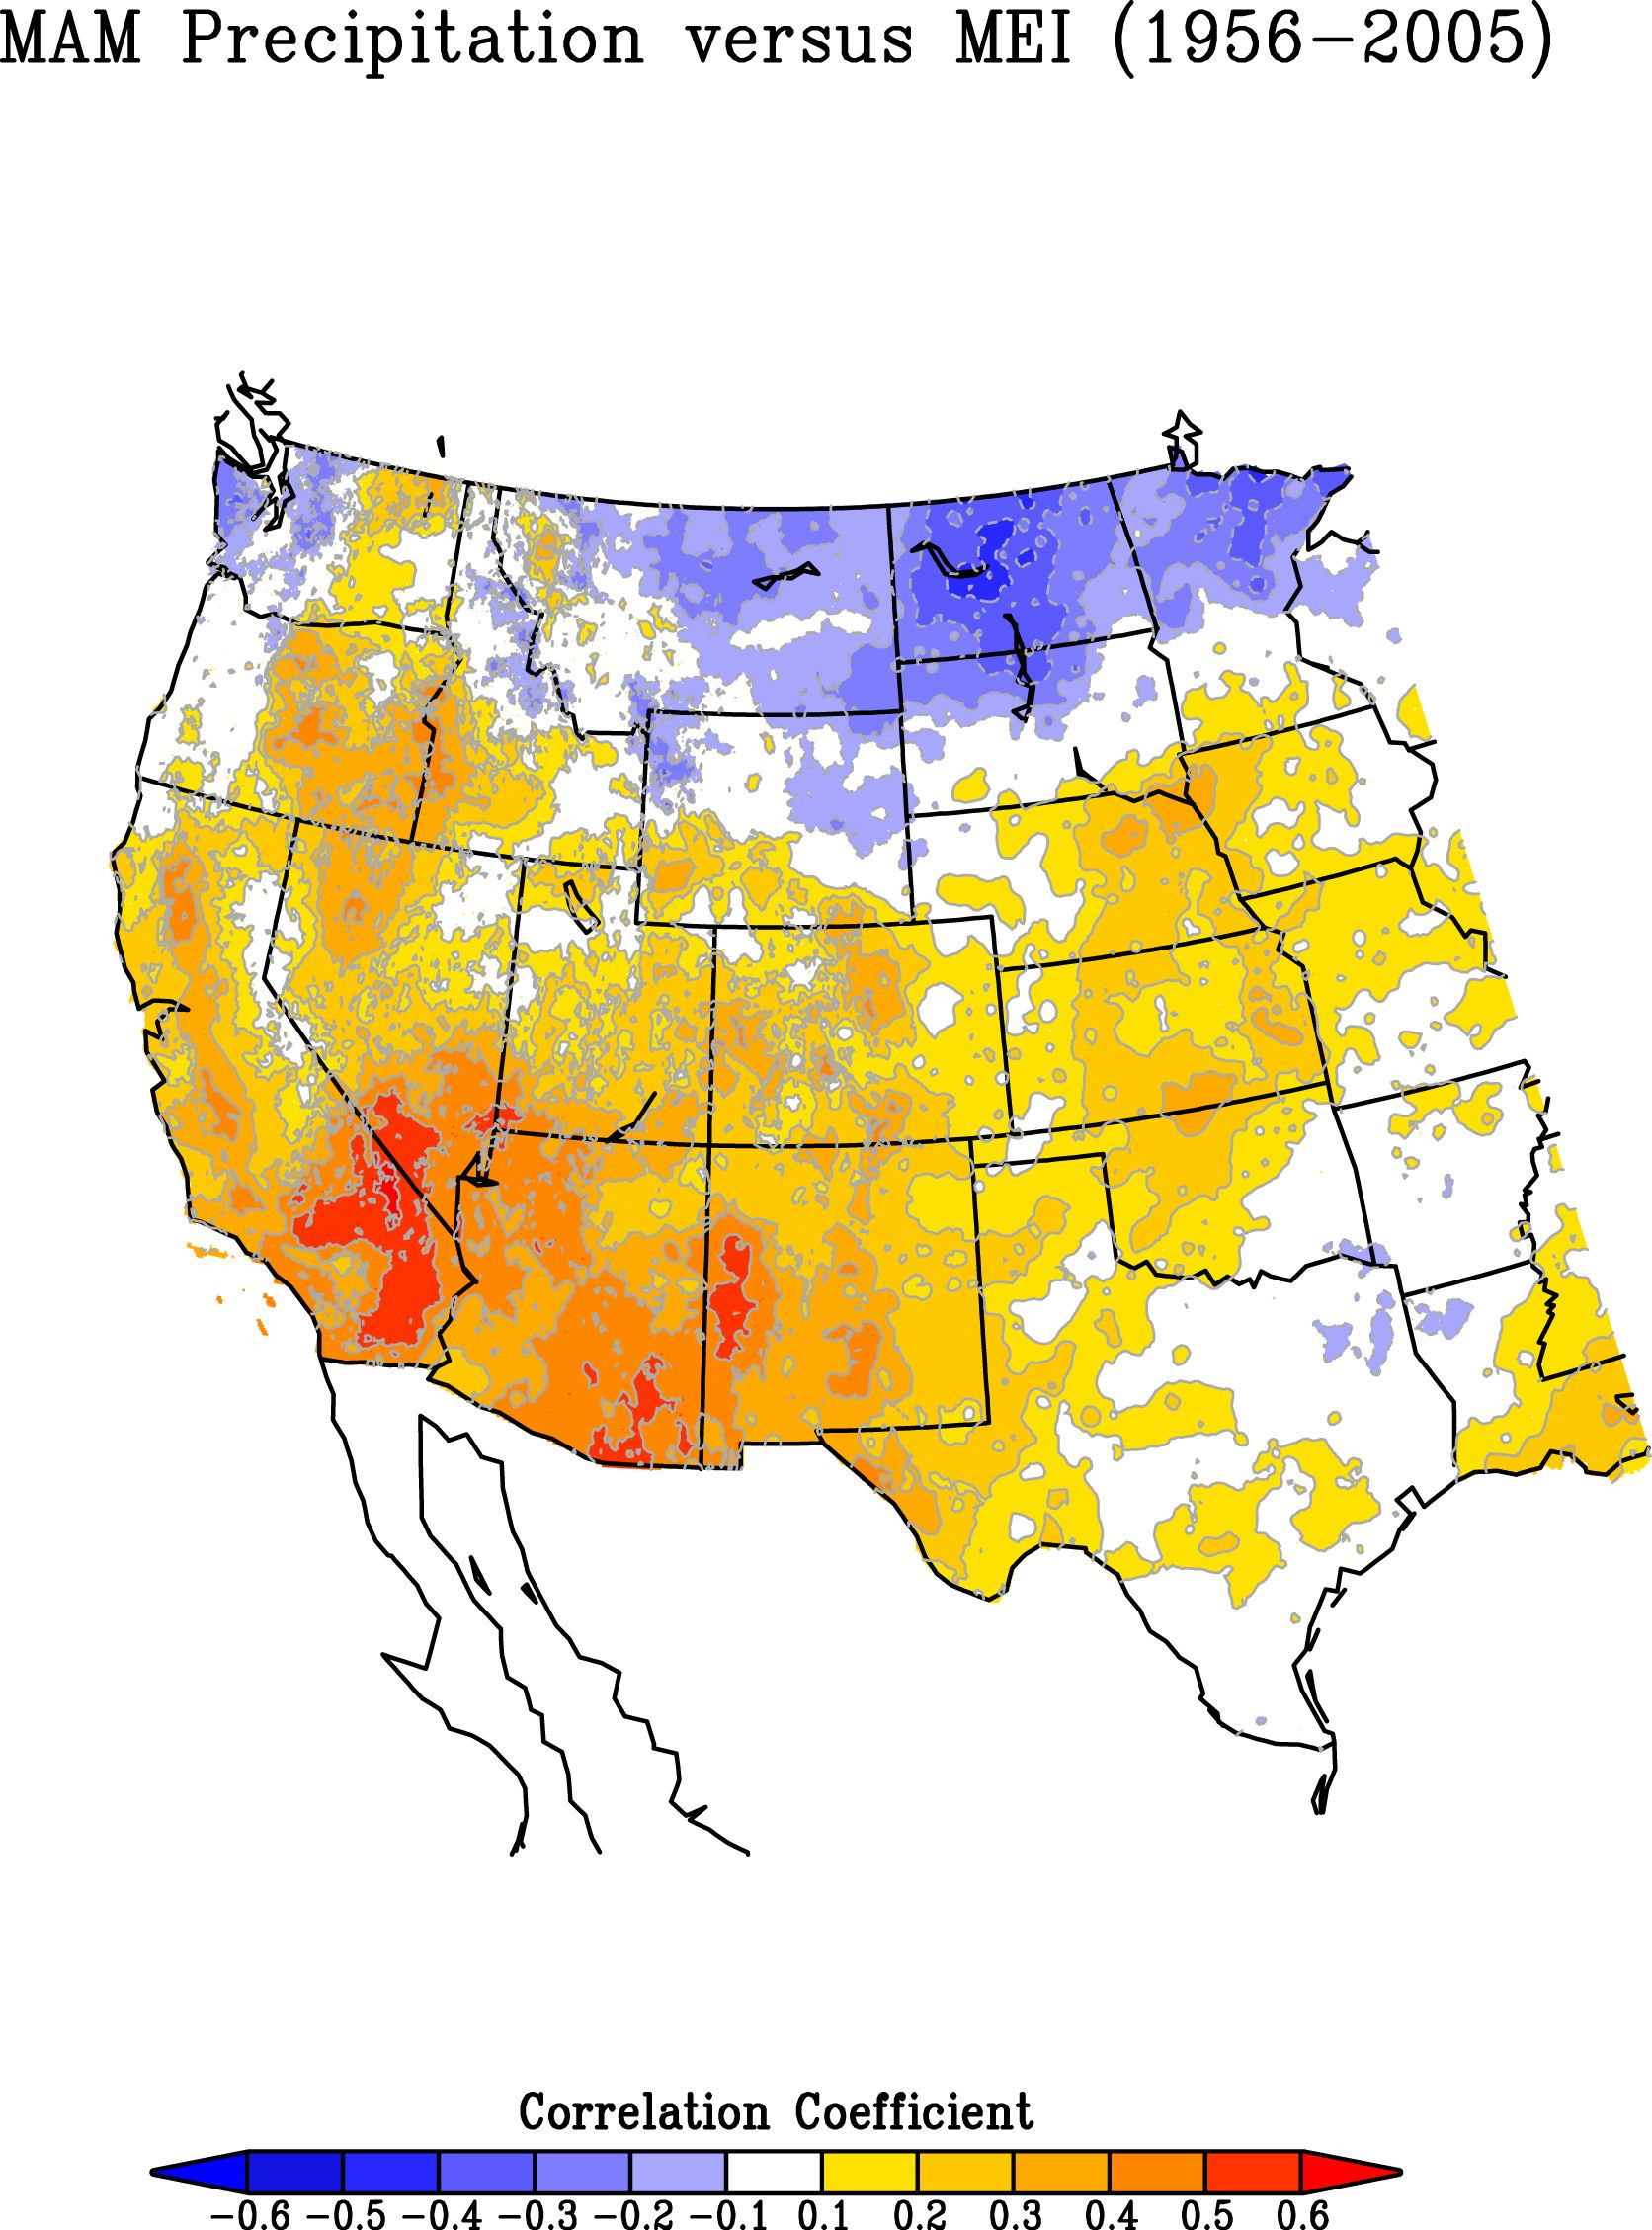 MAM Precipitation versus MEI (1956-2005)
Correlation Coefficient
-0.6 -0.5 -0.4 -0.3 -0.2 -0.1 0.1 0.2 0.3 0.4 0.5 0.6